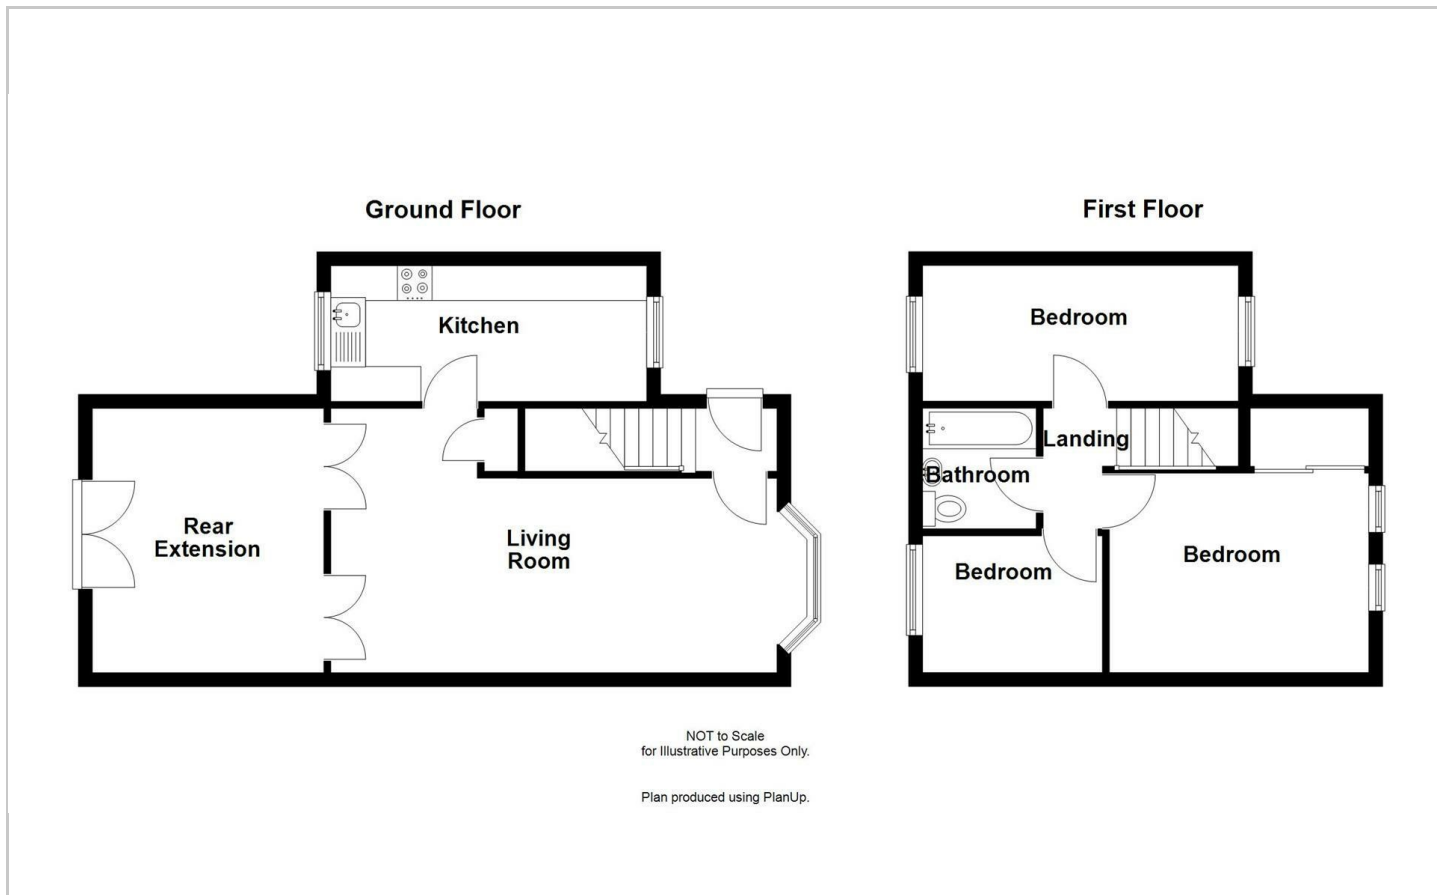 Ground Floor
Kitchen
Rear
Extension
Living
Room
First Floor
Bedroom
Landing
Bathroom
Bedroom
Bedroom
NOT to Scale
for Illustrative Purposes Only.
Plan produced using PlanUp.